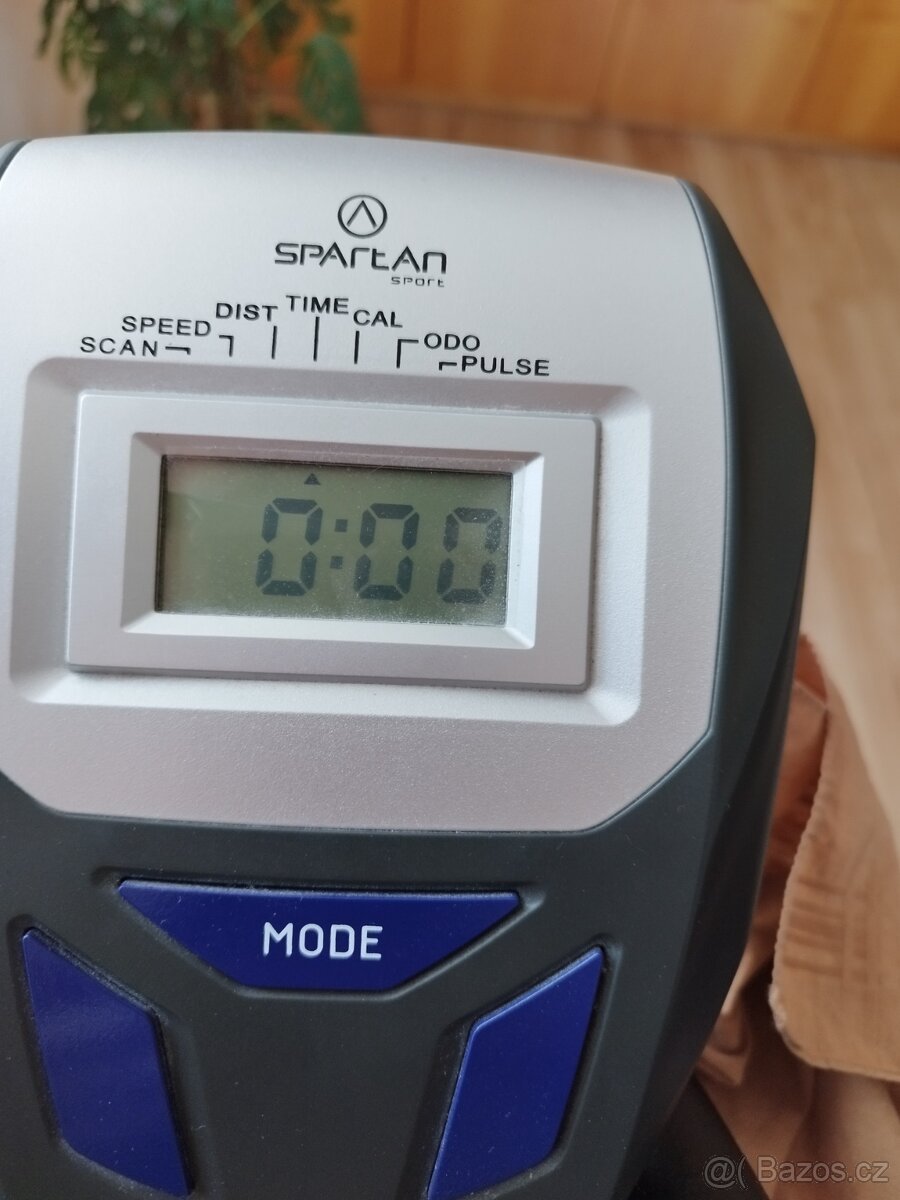 SPArtAn
sport
SCAN SPEED DIST TIME CAL ODO PULSE
0:00
MODE
@( Bazos.cz